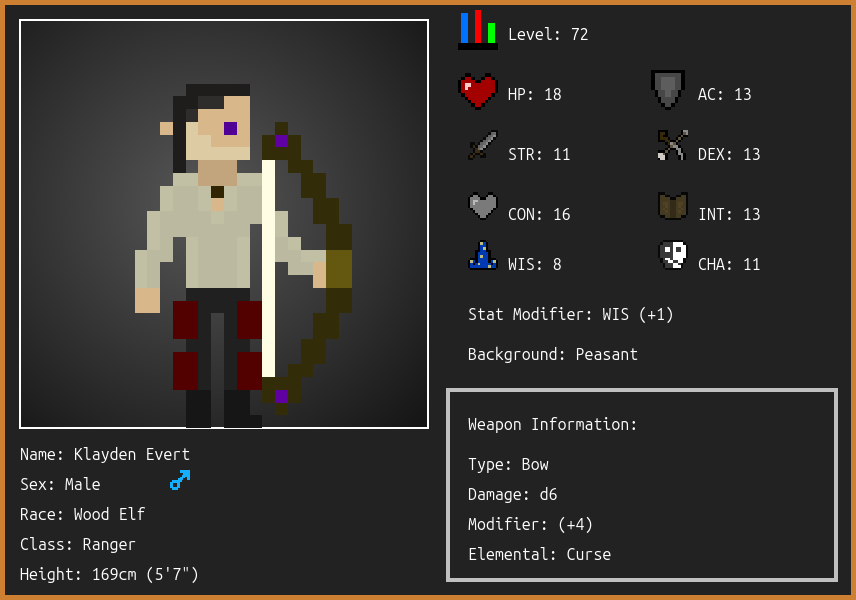 Level: 72
HP: 18
AC: 13
STR: 11
DEX: 13
CON: 16
INT: 13
WIS: 8
CHA: 11
Stat Modifier: WIS (+1)
Background: Peasant
Weapon Information:
Type: Bow
Damage: d6
Modifier: (+4)
Elemental: Curse
Name: Klayden Evert
Sex: Male
Race: Wood Elf
Class: Ranger
Height: 169cm (5'7")